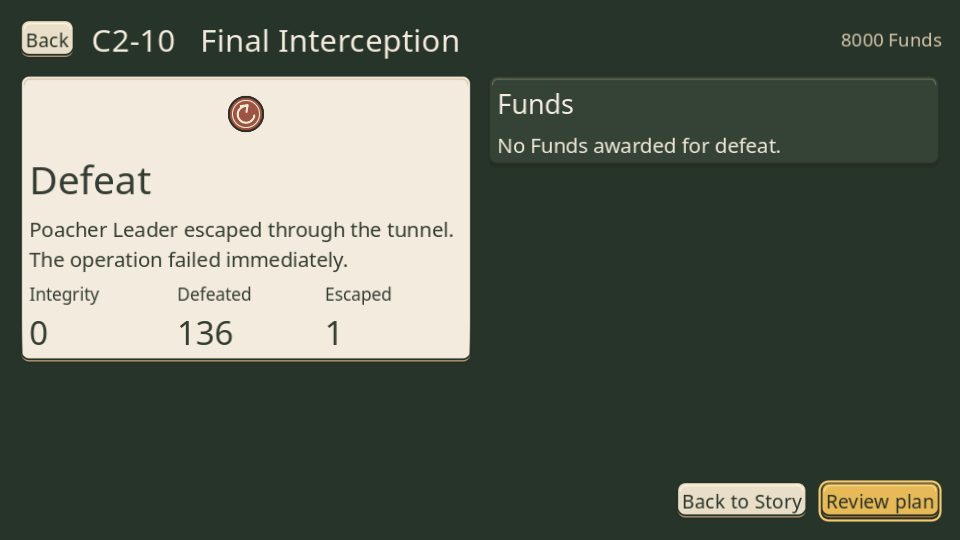 Back
C2-10 Final Interception
8000 Funds
Defeat
Poacher Leader escaped through the tunnel.
The operation failed immediately.
Integrity Defeated Escaped
0 136 1
Funds
No Funds awarded for defeat.
Back to Story
Review plan